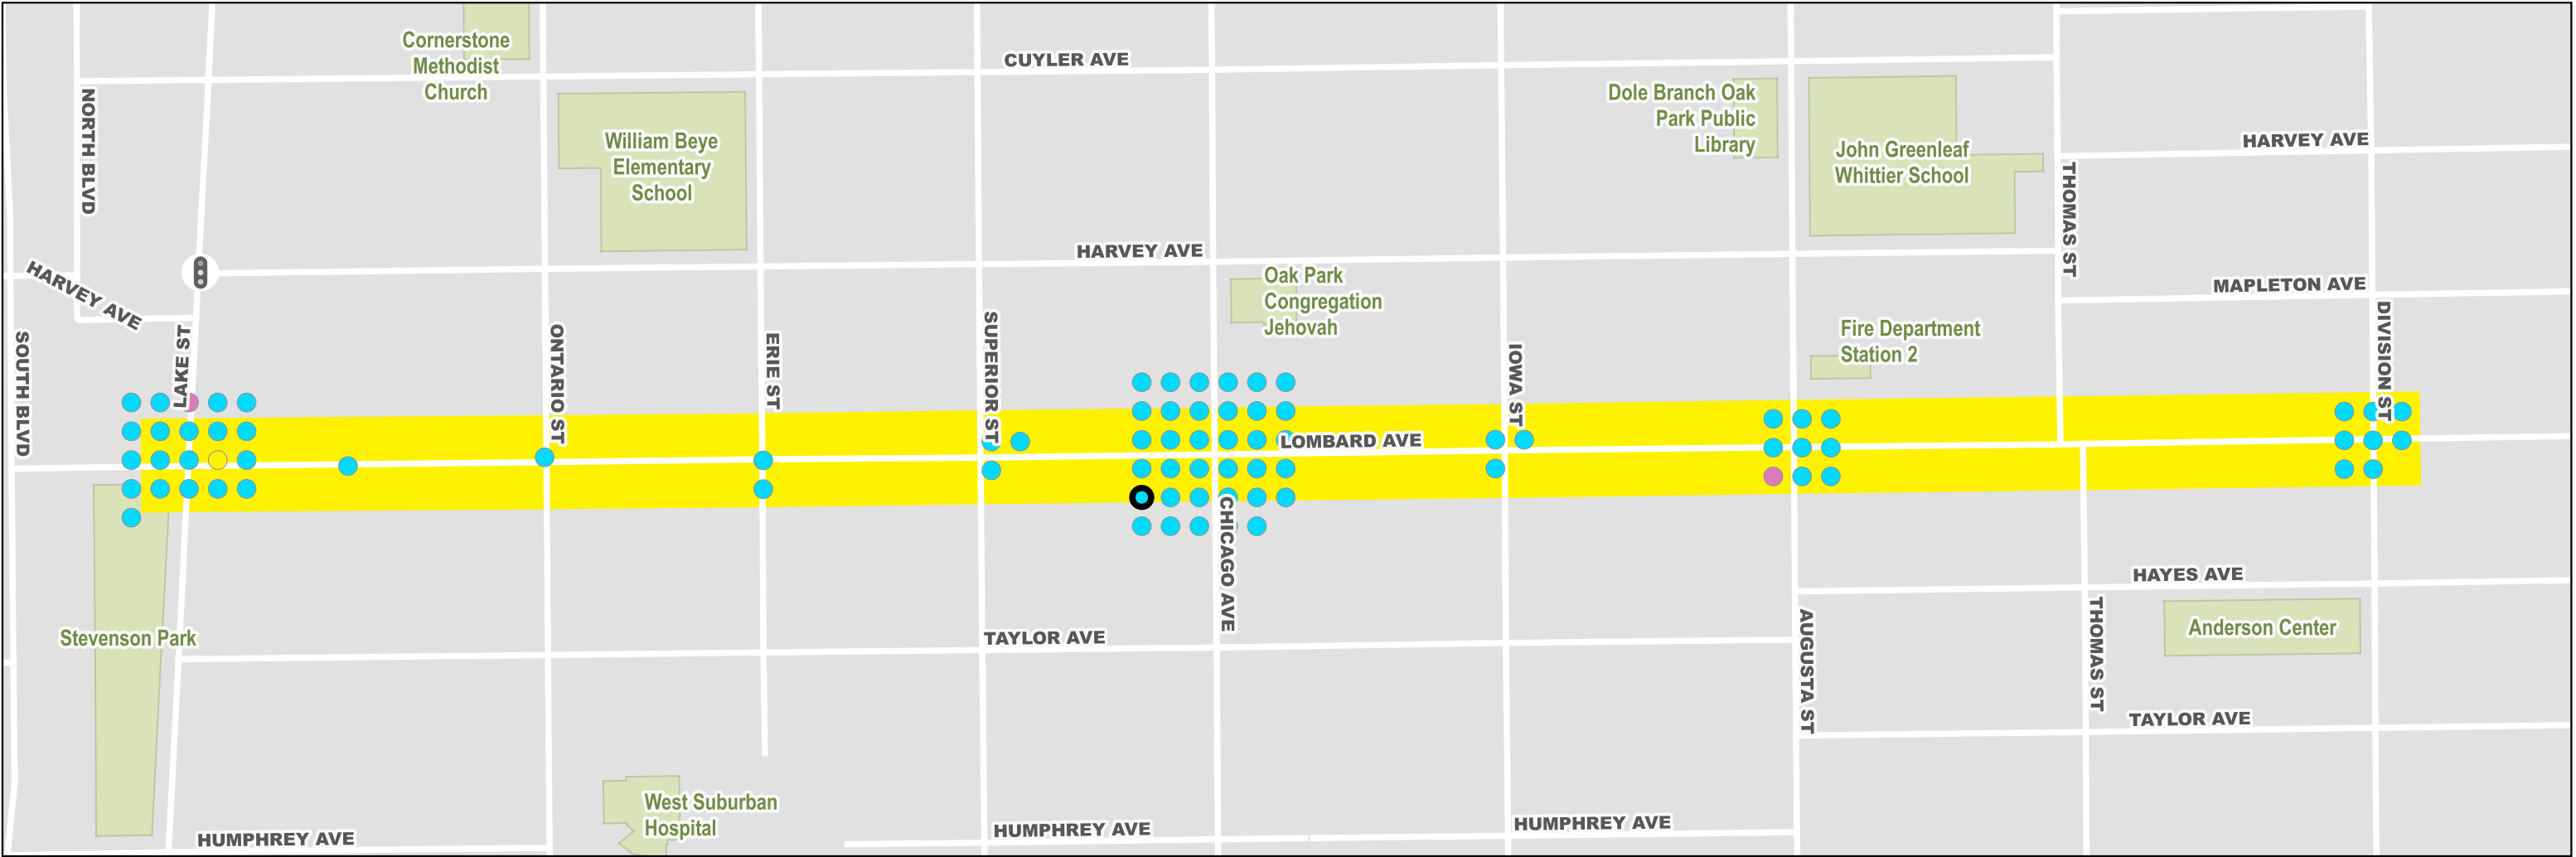 Cornerstone
Methodist
Church
CUYLER AVE
NORTH BLVD
William Beye
Elementary
School
Dole Branch Oak
Park Public
Library
John Greenleaf
Whittier School
HARVEY AVE
THOMAS ST
HARVEY AVE
HARVEY AVE
Oak Park
Congregation
Jehovah
MAPLETON AVE
SOUTH BLVD
LAKE ST
ONTARIO ST
ERIE ST
SUPERIOR ST
IOWA ST
Fire Department
Station 2
DIVISION ST
LOMBARD AVE
CHICAGO AVE
HAYES AVE
Stevenson Park
TAYLOR AVE
AUGUSTA ST
THOMAS ST
Anderson Center
TAYLOR AVE
West Suburban
Hospital
HUMPHREY AVE
HUMPHREY AVE
HUMPHREY AVE